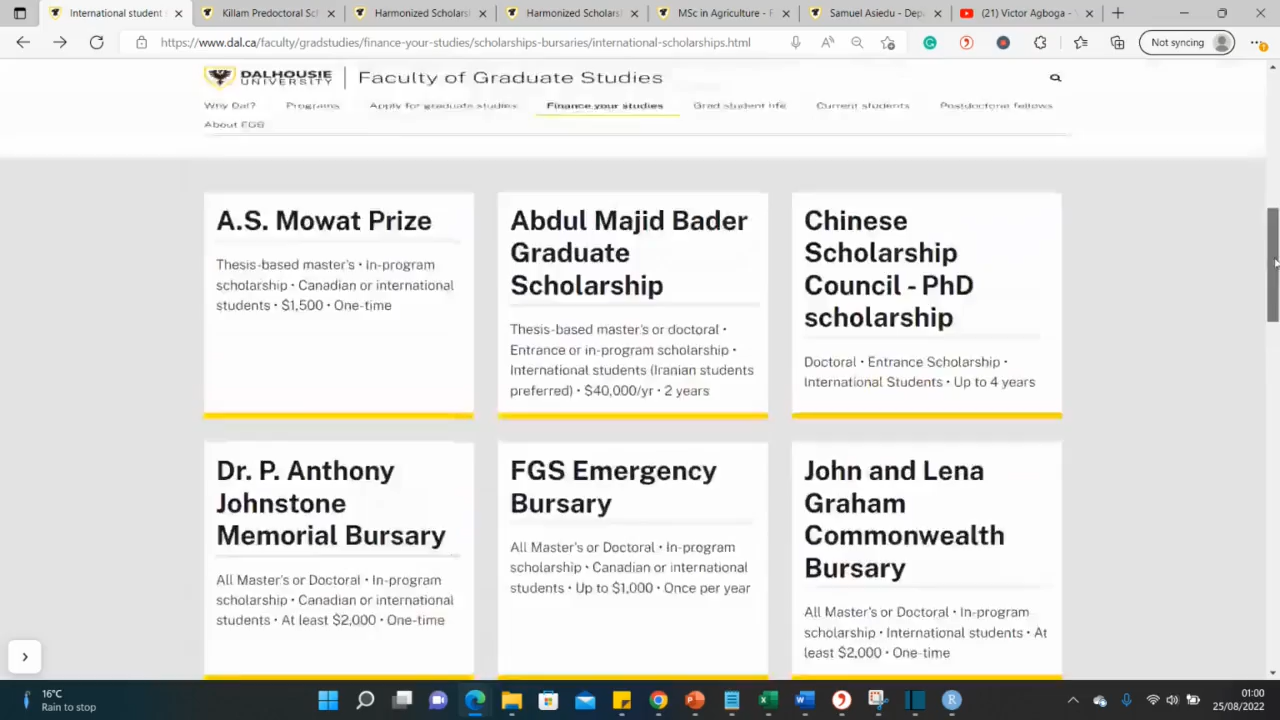 International student
Killam Predoctoral Sc
Harmonized Scholars
Harmonized Scholars
MSc in Agriculture - F
Samuel Asiedu - Dep
(21) Victor Agboga -
https://www.dal.ca/faculty/gradstudies/finance-your-studies/scholarships-bursaries/international-scholarships.html
Not syncing
DALHOUSIE
UNIVERSITY
Faculty of Graduate Studies
Why Dal?
Programs
Apply for graduate studies
Finance your studies
Grad student life
Current students
Postdoctoral fellows
About FGS
A.S. Mowat Prize
Thesis-based master's • In-program
scholarship • Canadian or international
students • $1,500 • One-time
Abdul Majid Bader
Graduate
Scholarship
Thesis-based master's or doctoral •
Entrance or in-program scholarship •
International students (Iranian students
preferred) • $40,000/yr • 2 years
Chinese
Scholarship
Council - PhD
scholarship
Doctoral • Entrance Scholarship •
International Students • Up to 4 years
Dr. P. Anthony
Johnstone
Memorial Bursary
All Master's or Doctoral • In-program
scholarship • Canadian or international
students • At least $2,000 • One-time
FGS Emergency
Bursary
All Master's or Doctoral • In-program
scholarship • Canadian or international
students • Up to $1,000 • Once per year
John and Lena
Graham
Commonwealth
Bursary
All Master's or Doctoral • In-program
scholarship • International students • At
least $2,000 • One-time
16°C
Rain to stop
01:00
25/08/2022